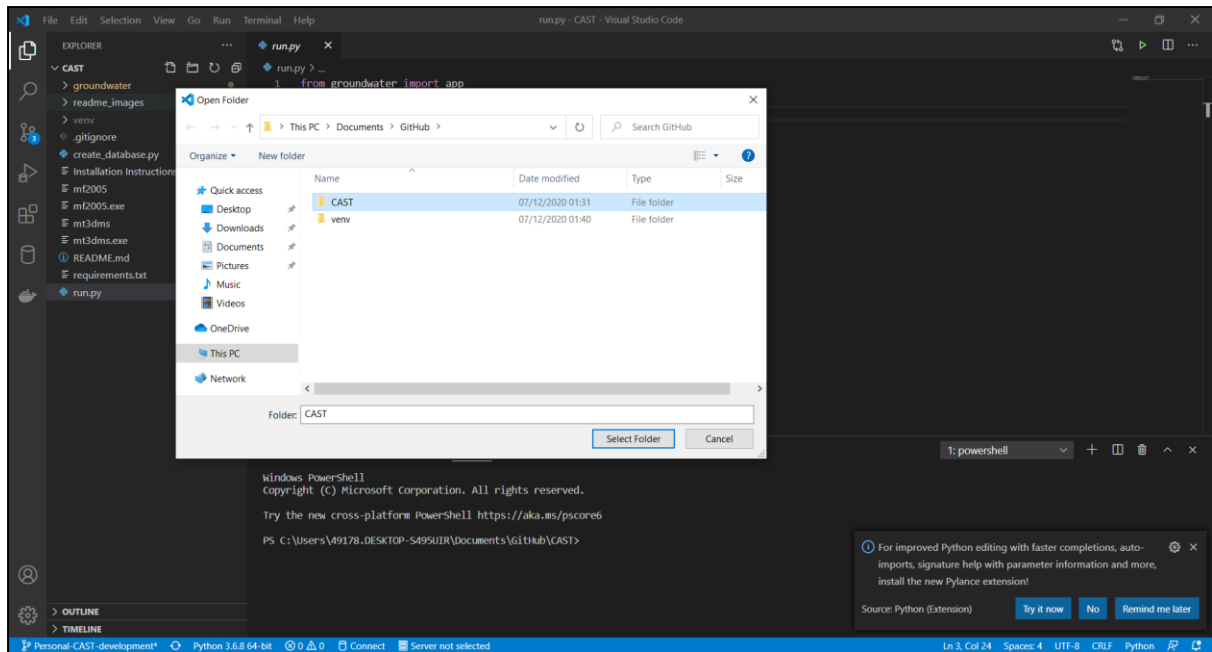 File Edit Selection View Go Run Terminal Help
run.py - CAST - Visual Studio Code
EXPLORER
run.py
CAST
run.py > ...
groundwater
1 from groundwater import app
readme_images
venv
.gitignore
create_database.py
Installation Instructions
mf2005
mf2005.exe
mt3dms
mt3dms.exe
README.md
requirements.txt
run.py
Open Folder
This PC > Documents > GitHub >
Search GitHub
Organize
New folder
Name Date modified Type Size
Quick access
Desktop
Downloads
Documents
Pictures
Music
Videos
OneDrive
This PC
Network
CAST 07/12/2020 01:31 File folder
venv 07/12/2020 01:40 File folder
Folder: CAST
Select Folder Cancel
1: powershell
Windows PowerShell
Copyright (C) Microsoft Corporation. All rights reserved.
Try the new cross-platform PowerShell https://aka.ms/pscore6
PS C:\Users\49178.DESKTOP-S495UIR\Documents\GitHub\CAST>
For improved Python editing with faster completions, auto-
imports, signature help with parameter information and more,
install the new Pylance extension!
Source: Python (Extension)
Try it now No Remind me later
3
OUTLINE
TIMELINE
Personal-CAST-development* Python 3.6.8 64-bit 0 0 Connect Server not selected
Ln 3, Col 24 Spaces: 4 UTF-8 CRLF Python